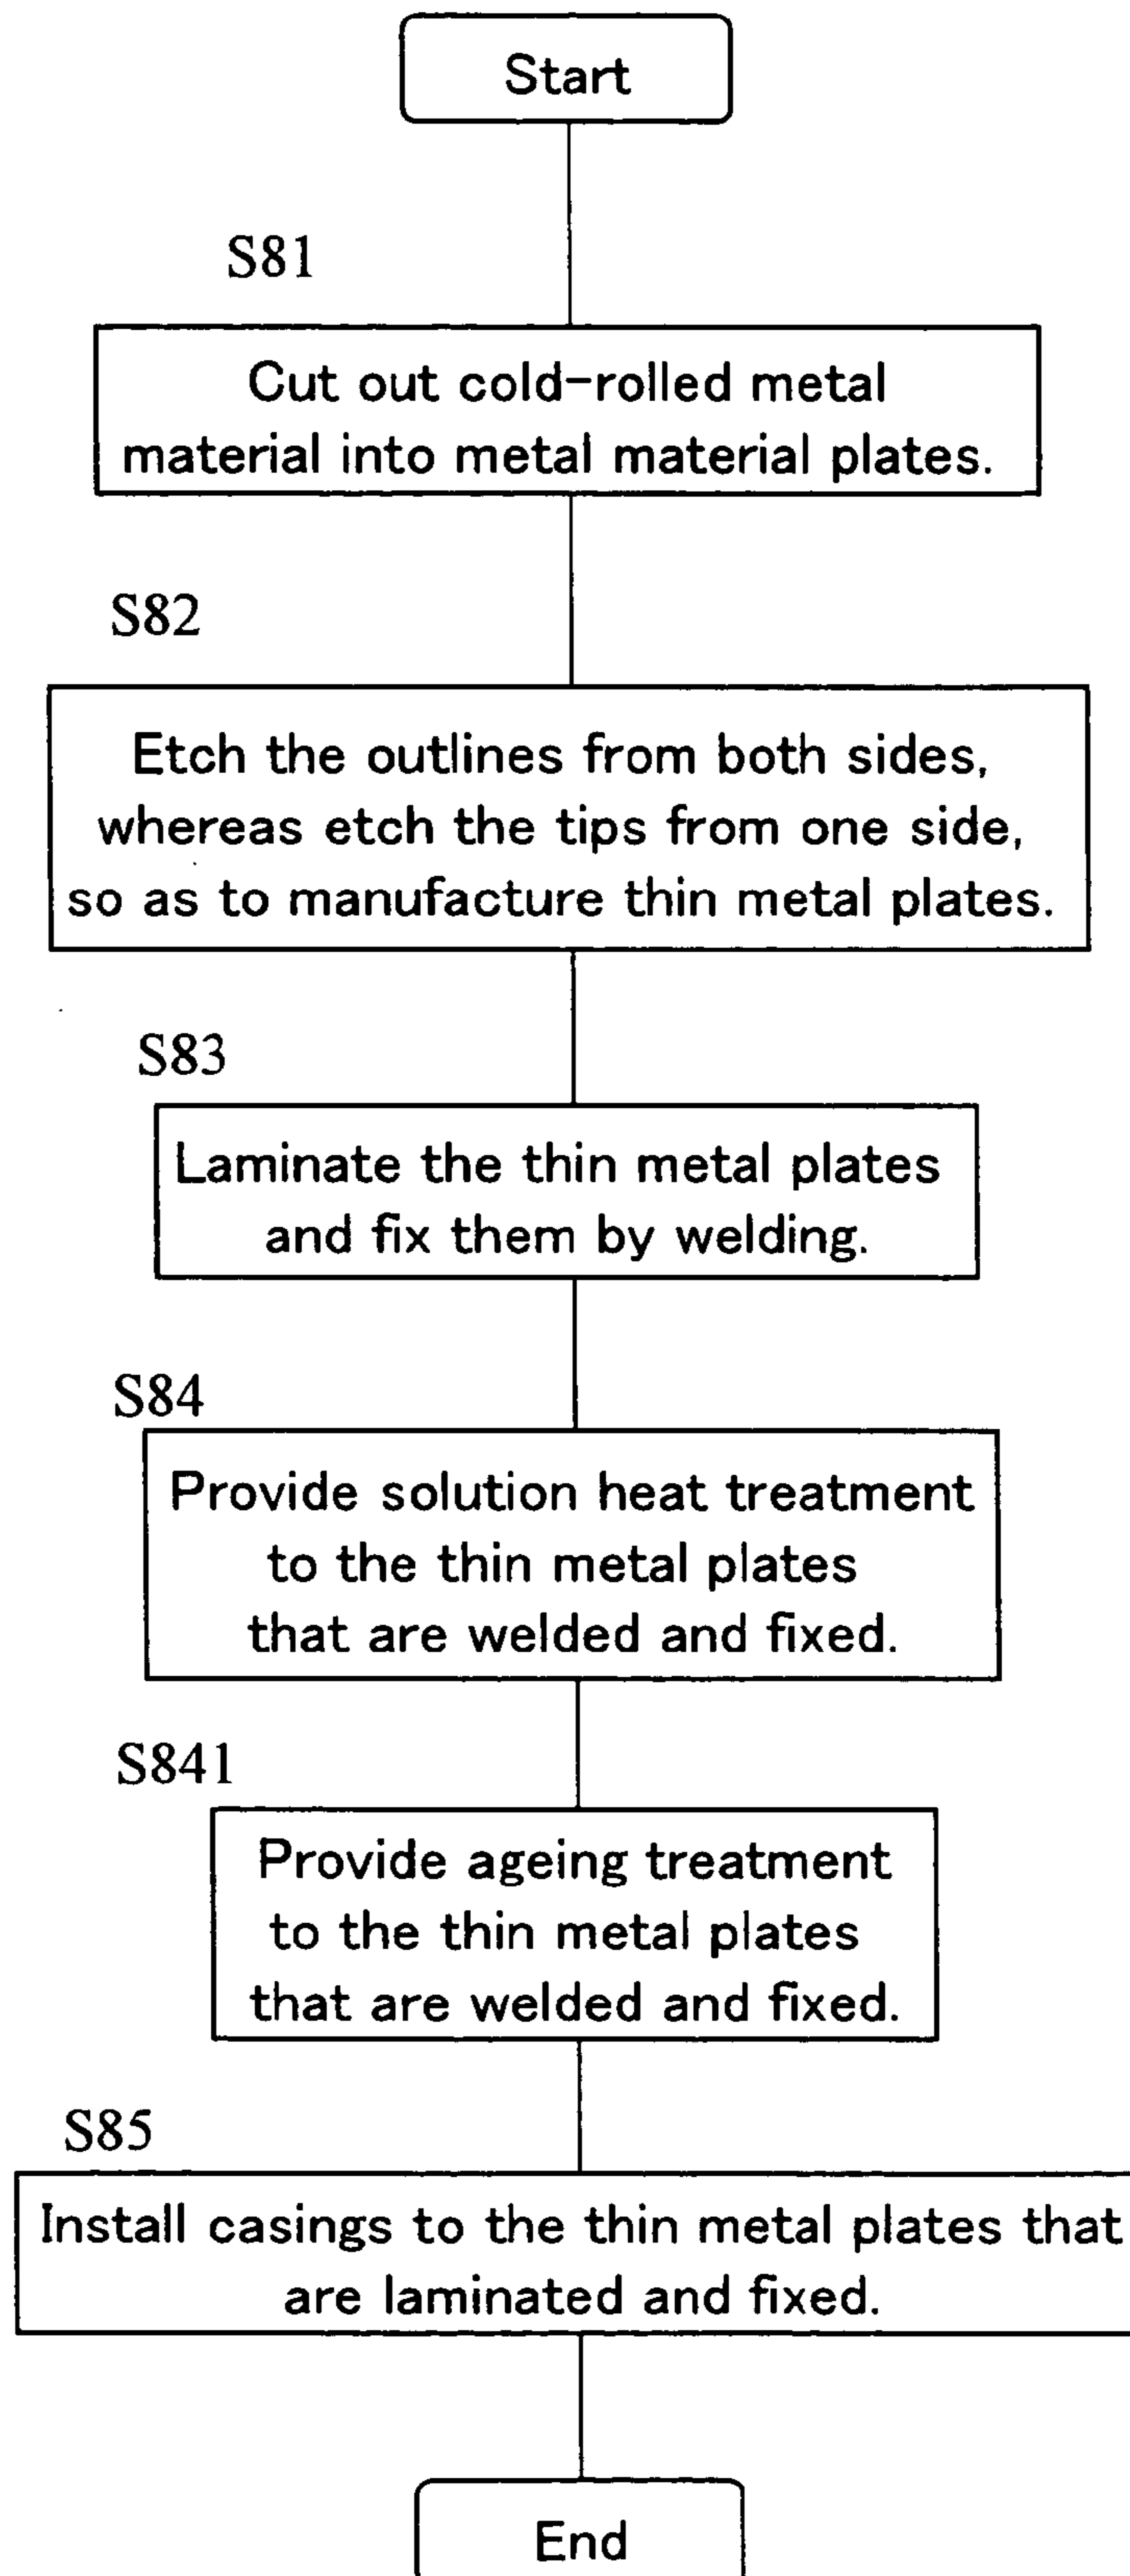 Start
S81
Cut out cold-rolled metal
material into metal material plates.
S82
Etch the outlines from both sides,
whereas etch the tips from one side,
so as to manufacture thin metal plates.
S83
Laminate the thin metal plates
and fix them by welding.
S84
Provide solution heat treatment
to the thin metal plates
that are welded and fixed.
S841
Provide ageing treatment
to the thin metal plates
that are welded and fixed.
S85
Install casings to the thin metal plates that
are laminated and fixed.
End